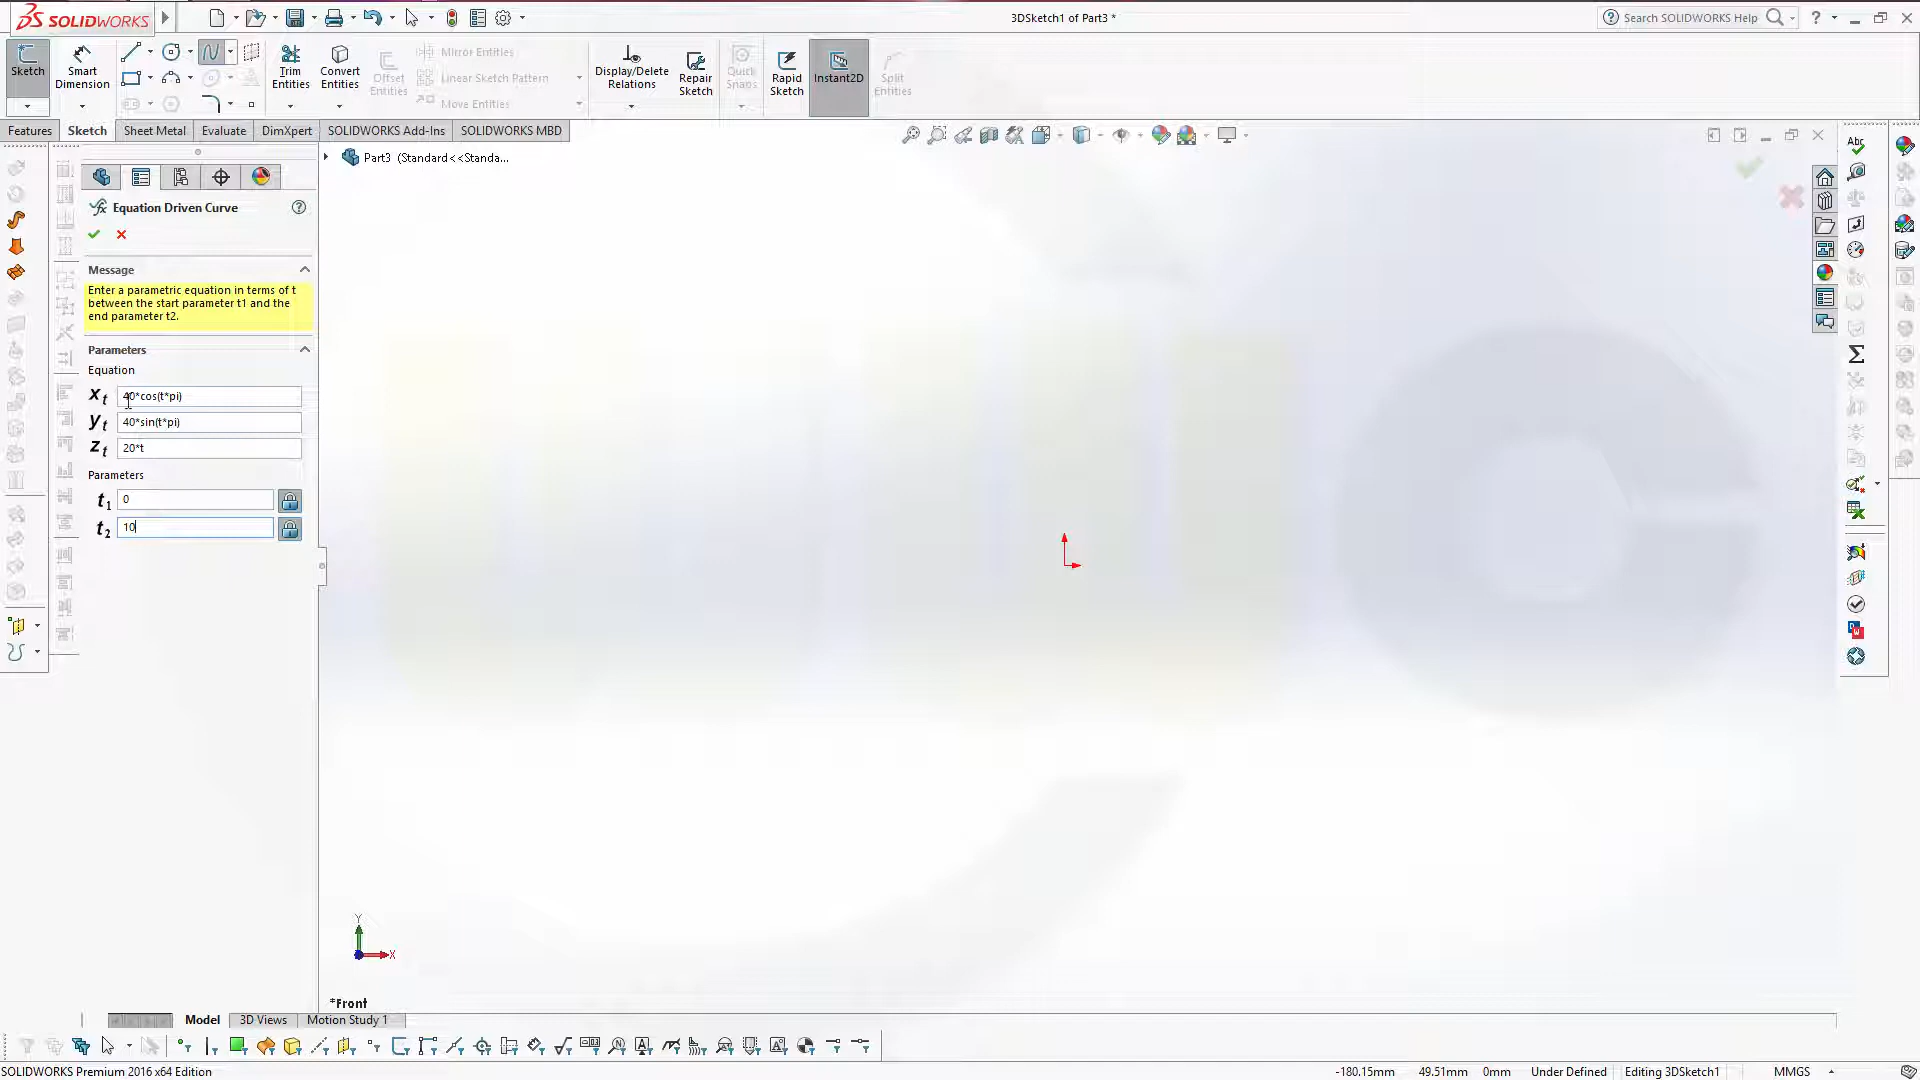 SOLIDWORKS
3DSketch1 of Part3 *
Search SOLIDWORKS Help
Sketch
Smart Dimension
Trim Entities
Convert Entities
Offset Entities
Mirror Entities
Linear Sketch Pattern
Move Entities
Display/Delete Relations
Repair Sketch
Quick Snaps
Rapid Sketch
Instant2D
Split Entities
Features
Sketch
Sheet Metal
Evaluate
DimXpert
SOLIDWORKS Add-Ins
SOLIDWORKS MBD
Part3 (Standard<<Standa...
Equation Driven Curve
Message
Enter a parametric equation in terms of t
between the start parameter t1 and the
end parameter t2.
Parameters
Equation
Xt 40*cos(t*pi)
yt 40*sin(t*pi)
Zt 20*t
Parameters
t1 0
t2 10
Y
X
*Front
Model
3D Views
Motion Study 1
SOLIDWORKS Premium 2016 x64 Edition
-180.15mm
49.51mm
0mm
Under Defined
Editing 3DSketch1
MMGS